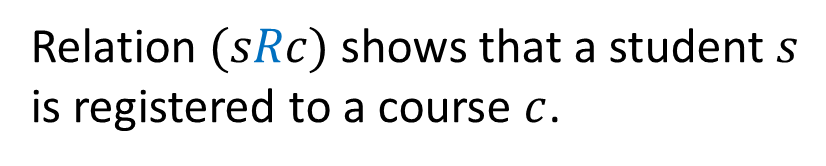 Relation (sRc) shows that a student s
is registered to a course c.